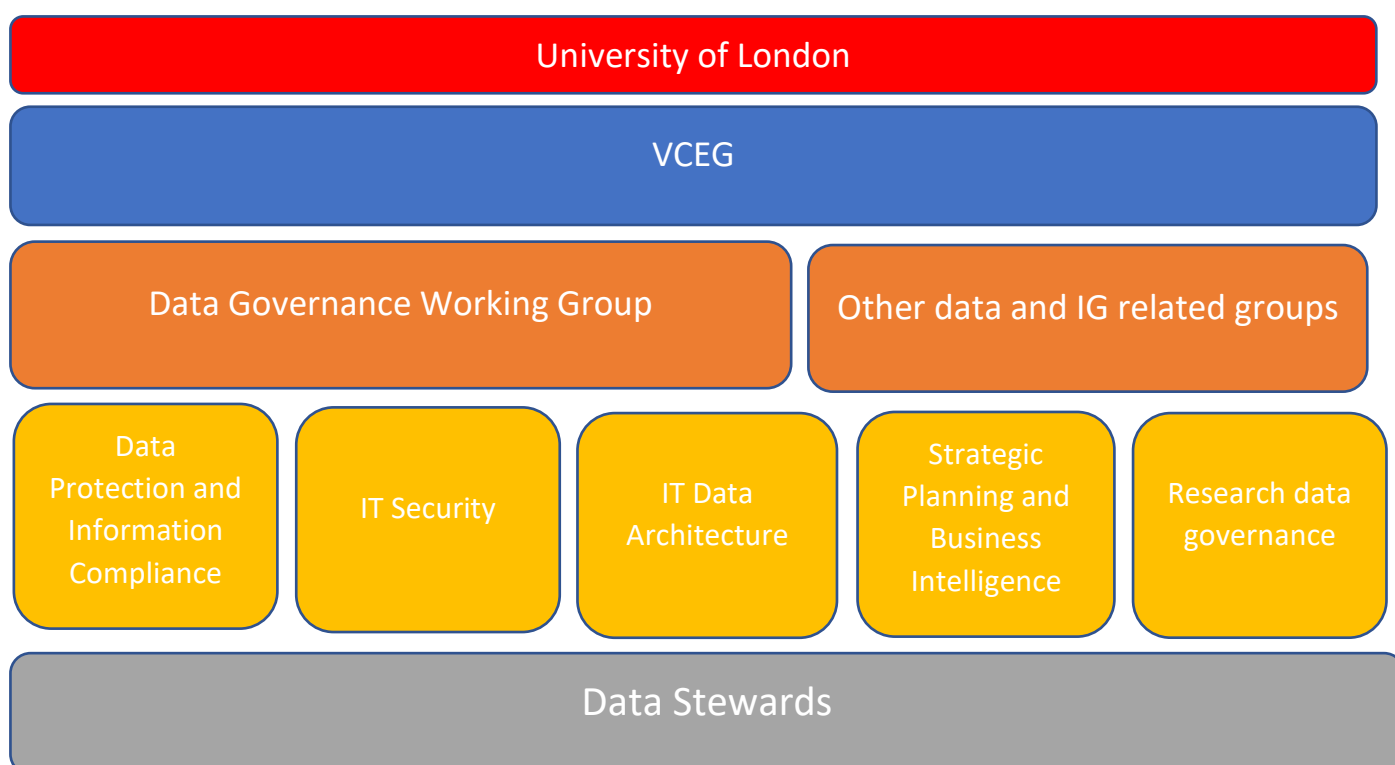 University of London
VCEG
Data Governance Working Group
Other data and IG related groups
Data
Protection and
Information
Compliance
IT Security
IT Data
Architecture
Strategic
Planning and
Business
Intelligence
Research data
governance
Data Stewards